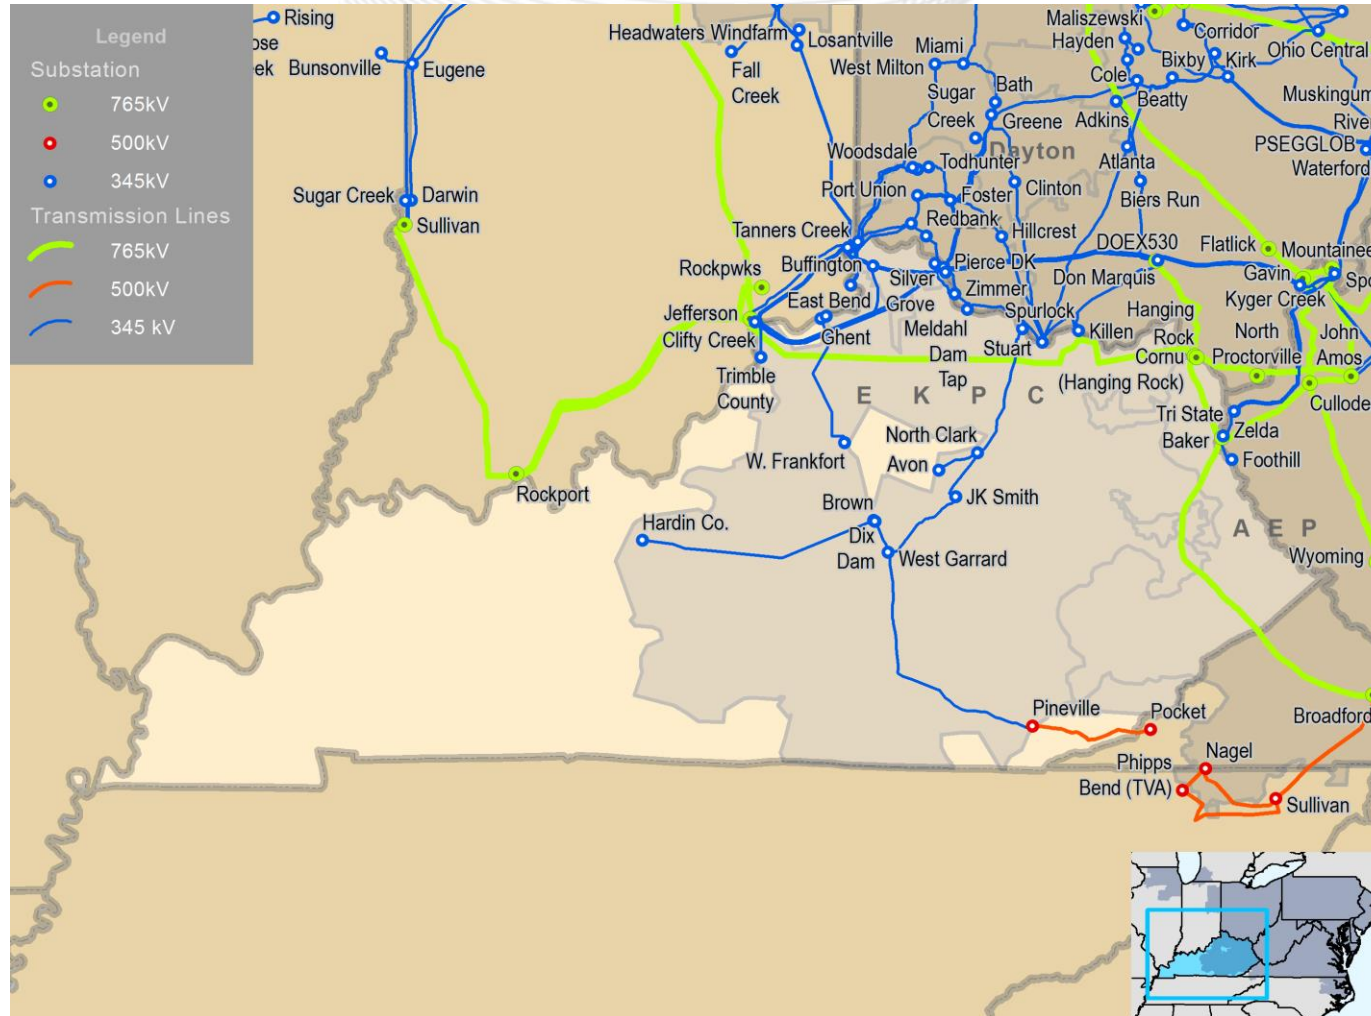 Legend
Substation
765kV
500kV
345kV
Transmission Lines
765kV
500kV
345 kV
Rising
ose
ek
Bunsonville
Eugene
Sugar Creek
Darwin
Sullivan
Rockport
Headwaters Windfarm
Losantville
Fall
Creek
Miami
West Milton
Sugar
Creek
Bath
Greene
Dayton
Woodsdale
Todhunter
Port Union
Foster
Clinton
Redbank
Hillcrest
Tanners Creek
Buffington
Silver
Grove
Pierce DK
Zimmer
Rockpwks
Jefferson
Clifty Creek
East Bend
Ghent
Trimble
County
Meldahl
Dam
Tap
Spurlock
Stuart
Killen
Maliszewski
Hayden
Corridor
Ohio Central
Bixby
Kirk
Cole
Beatty
Adkins
Muskingum
Rive
PSEGGLOB
Waterford
Atlanta
Biers Run
DOEX530
Don Marquis
Flatlick
Mountainee
Gavin
Spo
Kyger Creek
Hanging
Rock
Cornu
(Hanging Rock)
North
Proctorville
John
Amos
Cullode
Tri State
Baker
Zelda
Foothill
E K P C
W. Frankfort
North Clark
Avon
JK Smith
Brown
Dix
Dam
Hardin Co.
West Garrard
A E P
Wyoming
Pineville
Pocket
Broadford
Phipps
Bend (TVA)
Nagel
Sullivan